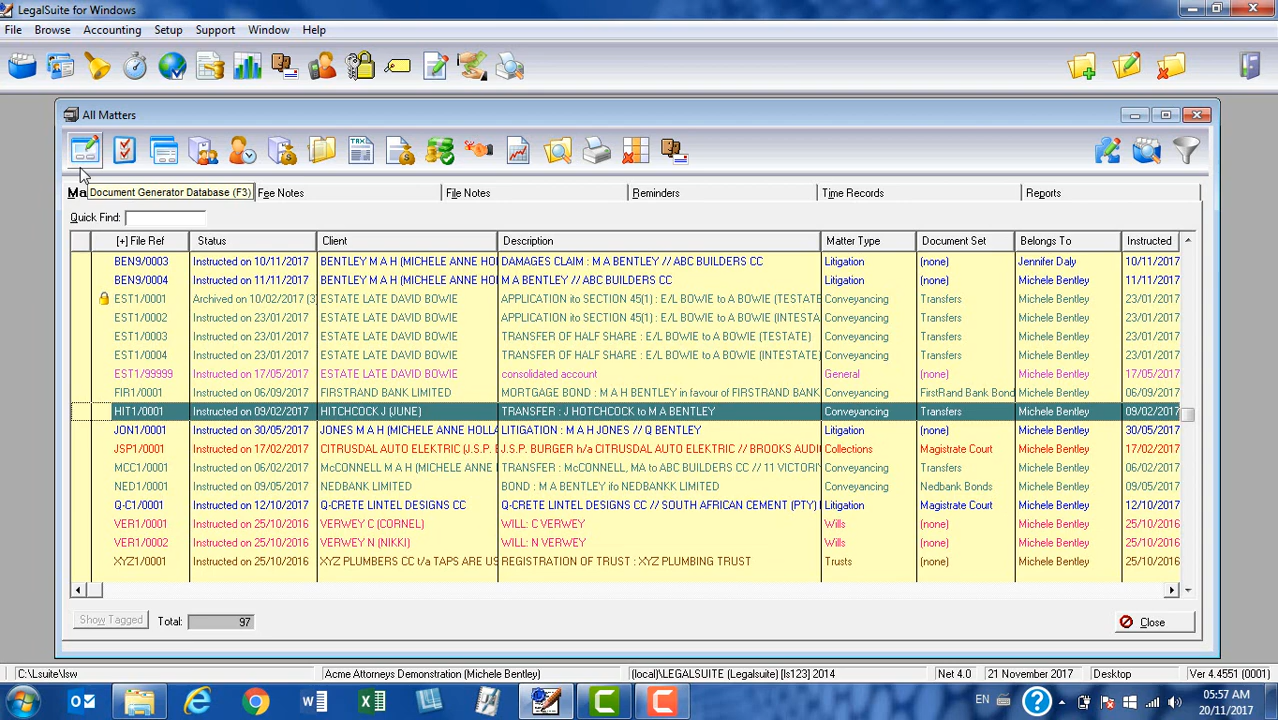 LegalSuite for Windows
File Browse Accounting Setup Support Window Help
All Matters
Document Generator Database (F3)
Fee Notes File Notes Reminders Time Records Reports
Quick Find:
[+] File Ref Status Client Description Matter Type Document Set Belongs To Instructed
BEN9/0003 Instructed on 10/11/2017 BENTLEY M A H (MICHELE ANNE HO DAMAGES CLAIM : M A BENTLEY // ABC BUILDERS CC Litigation (none) Jennifer Daly 10/11/2017
BEN9/0004 Instructed on 11/11/2017 BENTLEY M A H (MICHELE ANNE HO M A BENTLEY // ABC BUILDERS CC Litigation (none) Michele Bentley 11/11/2017
EST1/0001 Archived on 10/02/2017 (3 ESTATE LATE DAVID BOWIE APPLICATION ito SECTION 45(1) : E/L BOWIE to A BOWIE (TESTATE Conveyancing Transfers Michele Bentley 23/01/2017
EST1/0002 Instructed on 23/01/2017 ESTATE LATE DAVID BOWIE APPLICATION ito SECTION 45(1) : E/L BOWIE to A BOWIE (INTESTA Conveyancing Transfers Michele Bentley 23/01/2017
EST1/0003 Instructed on 23/01/2017 ESTATE LATE DAVID BOWIE TRANSFER OF HALF SHARE : E/L BOWIE to A BOWIE (TESTATE) Conveyancing Transfers Michele Bentley 23/01/2017
EST1/0004 Instructed on 23/01/2017 ESTATE LATE DAVID BOWIE TRANSFER OF HALF SHARE : E/L BOWIE to A BOWIE (INTESTATE) Conveyancing Transfers Michele Bentley 23/01/2017
EST1/99999 Instructed on 17/05/2017 ESTATE LATE DAVID BOWIE consolidated account General (none) Michele Bentley 17/05/2017
FIR1/0001 Instructed on 06/09/2017 FIRSTRAND BANK LIMITED MORTGAGE BOND : M A H BENTLEY in favour of FIRSTRAND BANK Conveyancing FirstRand Bank Bond Michele Bentley 06/09/2017
HIT1/0001 Instructed on 09/02/2017 HITCHCOCK J (JUNE) TRANSFER : J HOTCHCOCK to M A BENTLEY Conveyancing Transfers Michele Bentley 09/02/2017
JON1/0001 Instructed on 30/05/2017 JONES M A H (MICHELE ANNE HOLLA LITIGATION : M A H JONES // Q BENTLEY Litigation (none) Michele Bentley 30/05/2017
JSP1/0001 Instructed on 17/02/2017 CITRUSDAL AUTO ELEKTRIC (J.S.P. J.S.P. BURGER h/a CITRUSDAL AUTO ELEKTRIC // BROOKS AUDIO Collections Magistrate Court Michele Bentley 17/02/2017
MCC1/0001 Instructed on 06/02/2017 McCONNELL M A H (MICHELE ANNE TRANSFER : McCONNELL, MA to ABC BUILDERS CC // 11 VICTORY Conveyancing Transfers Michele Bentley 06/02/2017
NED1/0001 Instructed on 09/05/2017 NEDBANK LIMITED BOND : M A BENTLEY ifo NEDBANKK LIMITED Conveyancing Nedbank Bonds Michele Bentley 09/05/2017
Q-C1/0001 Instructed on 12/10/2017 Q-CRETE LINTEL DESIGNS CC Q-CRETE LINTEL DESIGNS CC // SOUTH AFRICAN CEMENT (PTY) Litigation Magistrate Court Michele Bentley 12/10/2017
VER1/0001 Instructed on 25/10/2016 VERWEY C (CORNEL) WILL: C VERWEY Wills (none) Michele Bentley 25/10/2016
VER1/0002 Instructed on 25/10/2016 VERWEY N (NIKKI) WILL: N VERWEY Wills (none) Michele Bentley 25/10/2016
XYZ1/0001 Instructed on 25/10/2016 XYZ PLUMBERS CC t/a TAPS ARE US REGISTRATION OF TRUST : XYZ PLUMBING TRUST Trusts (none) Michele Bentley 25/10/2016
Show Tagged Total: 97 Close
C:\Lsuite\lsw Acme Attorneys Demonstration (Michele Bentley) (local)\LEGALSUITE (Legalsuite) [ls123] 2014 Net 4.0 21 November 2017 Desktop Ver 4.4551 (0001)
EN 05:57 AM
20/11/2017